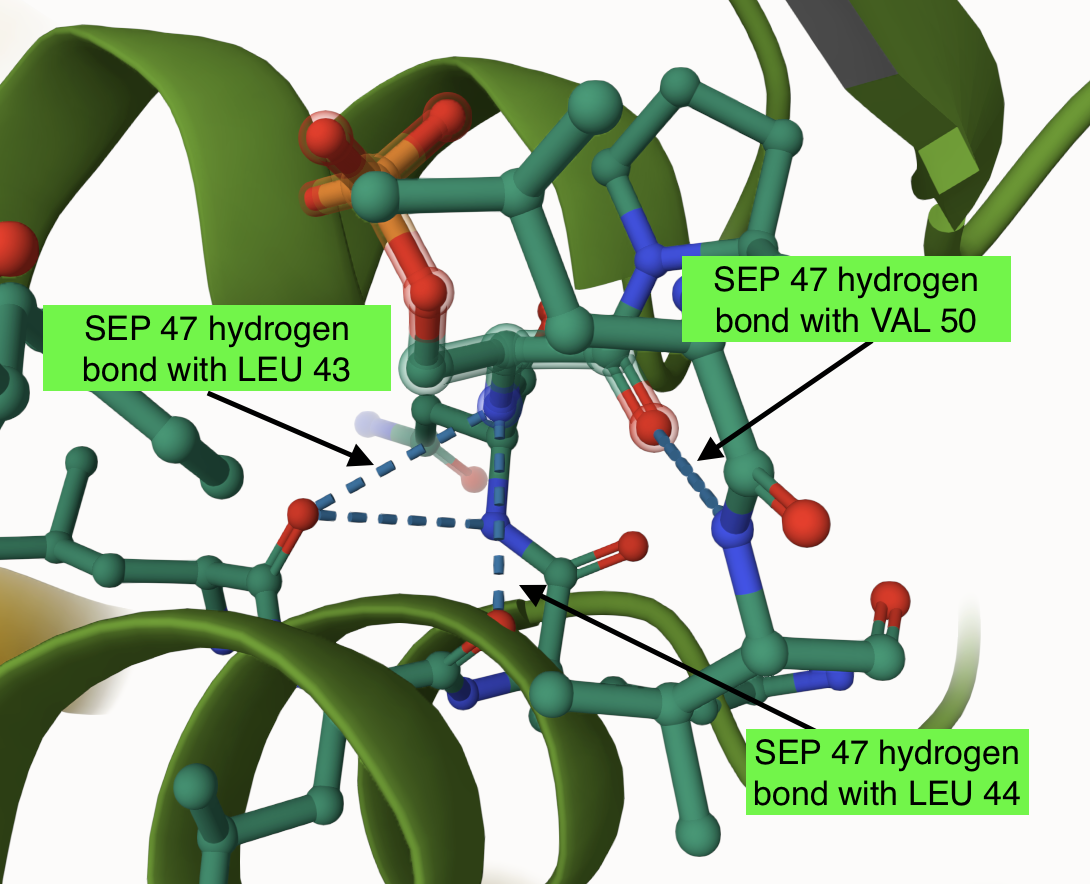 SEP 47 hydrogen
bond with VAL 50
SEP 47 hydrogen
bond with LEU 43
SEP 47 hydrogen
bond with LEU 44